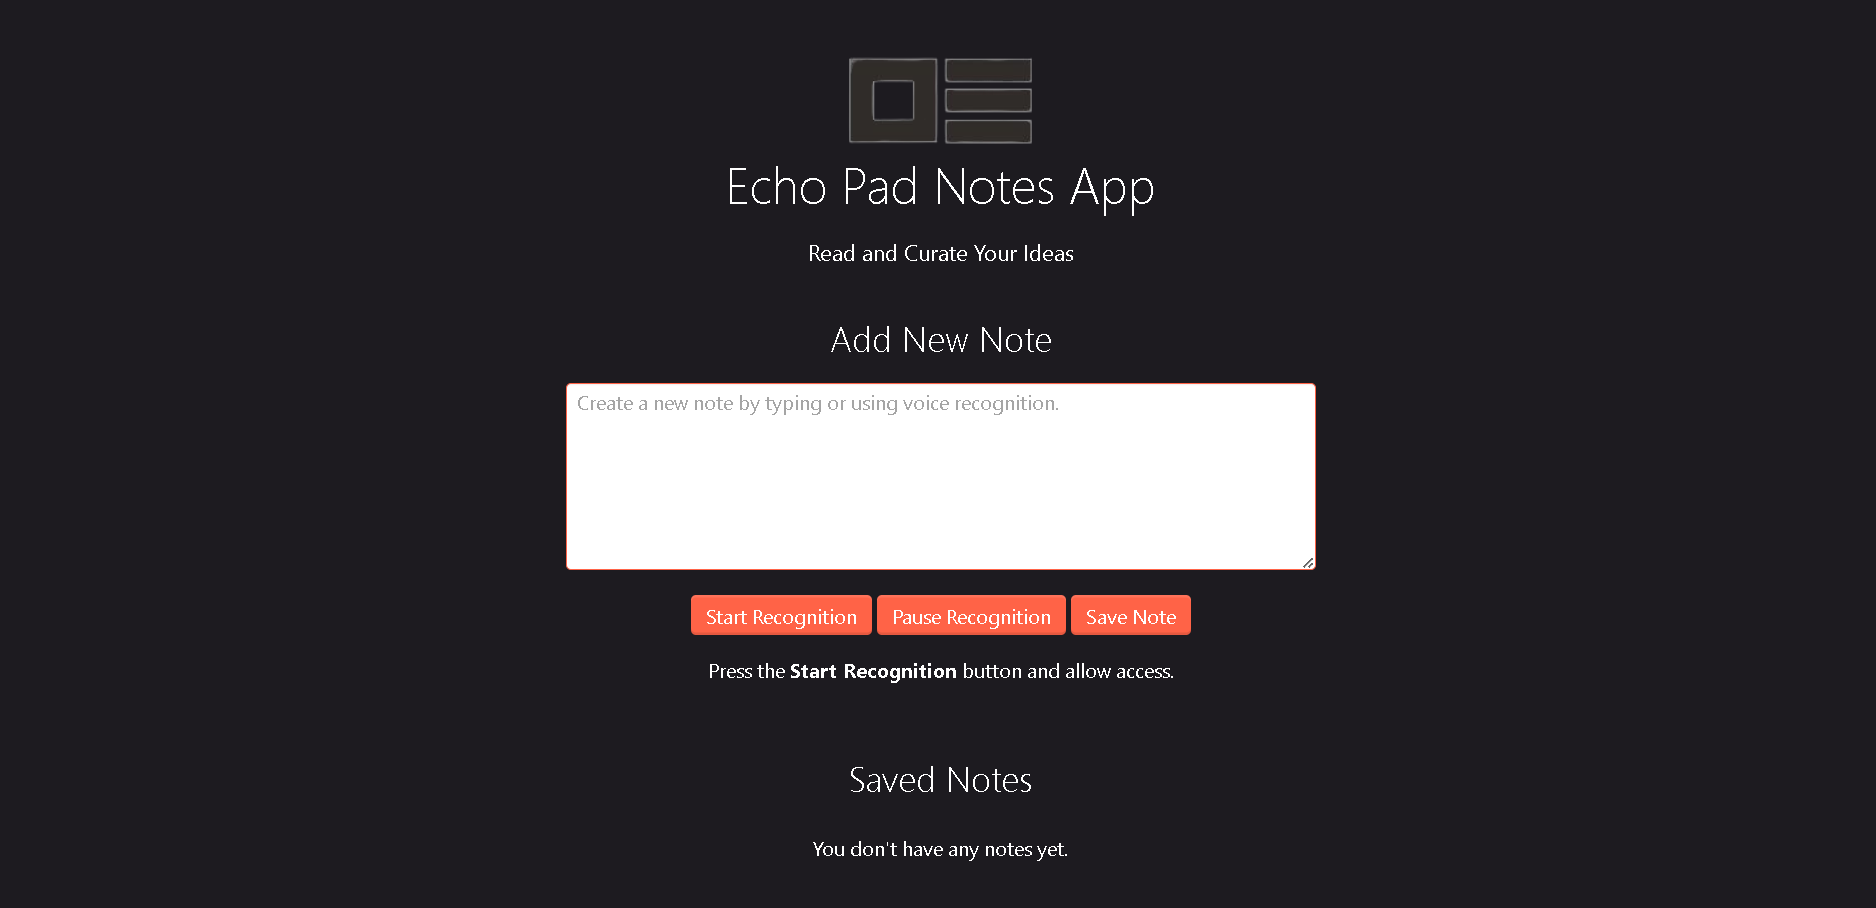 Echo Pad Notes App
Read and Curate Your Ideas
Add New Note
Create a new note by typing or using voice recognition.
Start Recognition Pause Recognition Save Note
Press the Start Recognition button and allow access.
Saved Notes
You don't have any notes yet.